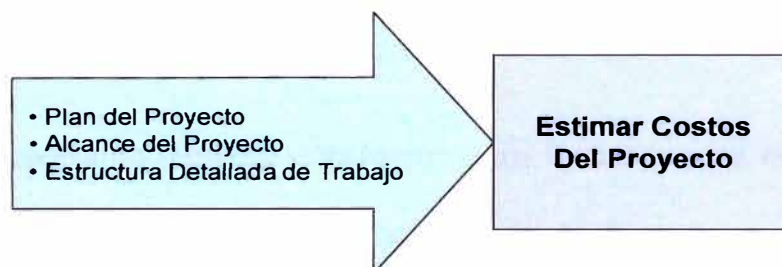 • Plan del Proyecto
• Alcance del Proyecto
• Estructura Detallada de Trabajo
Estimar Costos
Del Proyecto